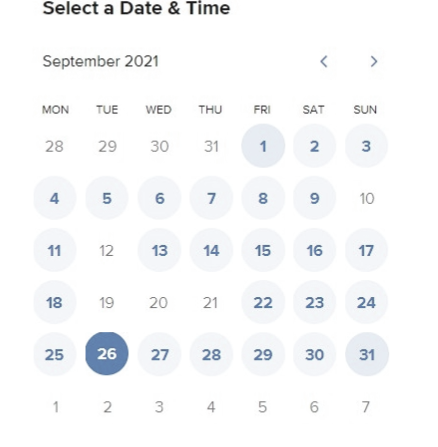 Select a Date & Time
September 2021
MON TUE WED THU FRI SAT SUN
28 29 30 31 1 2 3
4 5 6 7 8 9 10
11 12 13 14 15 16 17
18 19 20 21 22 23 24
25 26 27 28 29 30 31
1 2 3 4 5 6 7